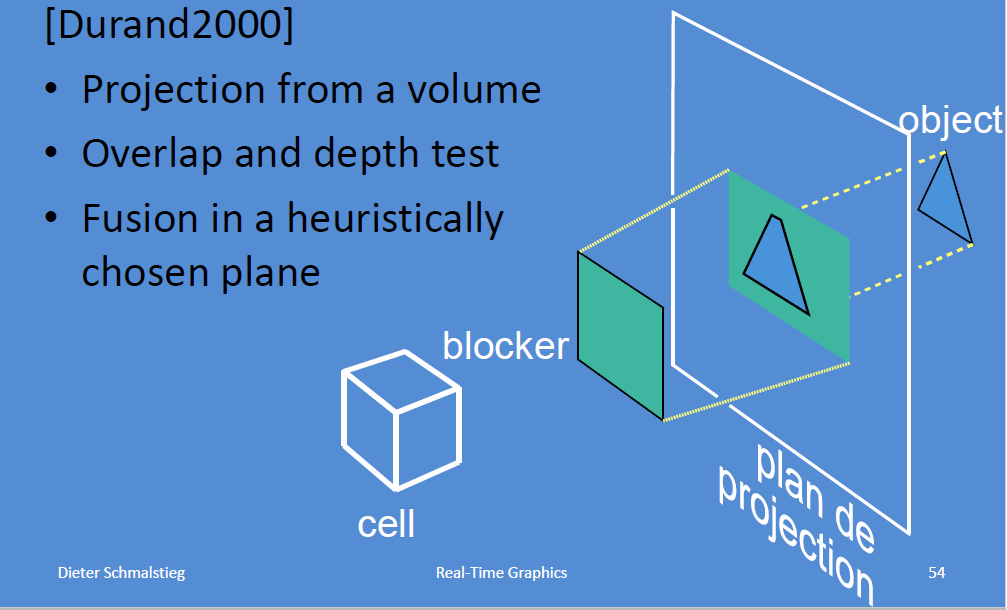 [Durand2000]
• Projection from a volume
• Overlap and depth test
• Fusion in a heuristically
chosen plane
object
blocker
cell
plan de
projection
Dieter Schmalstieg
Real-Time Graphics
54